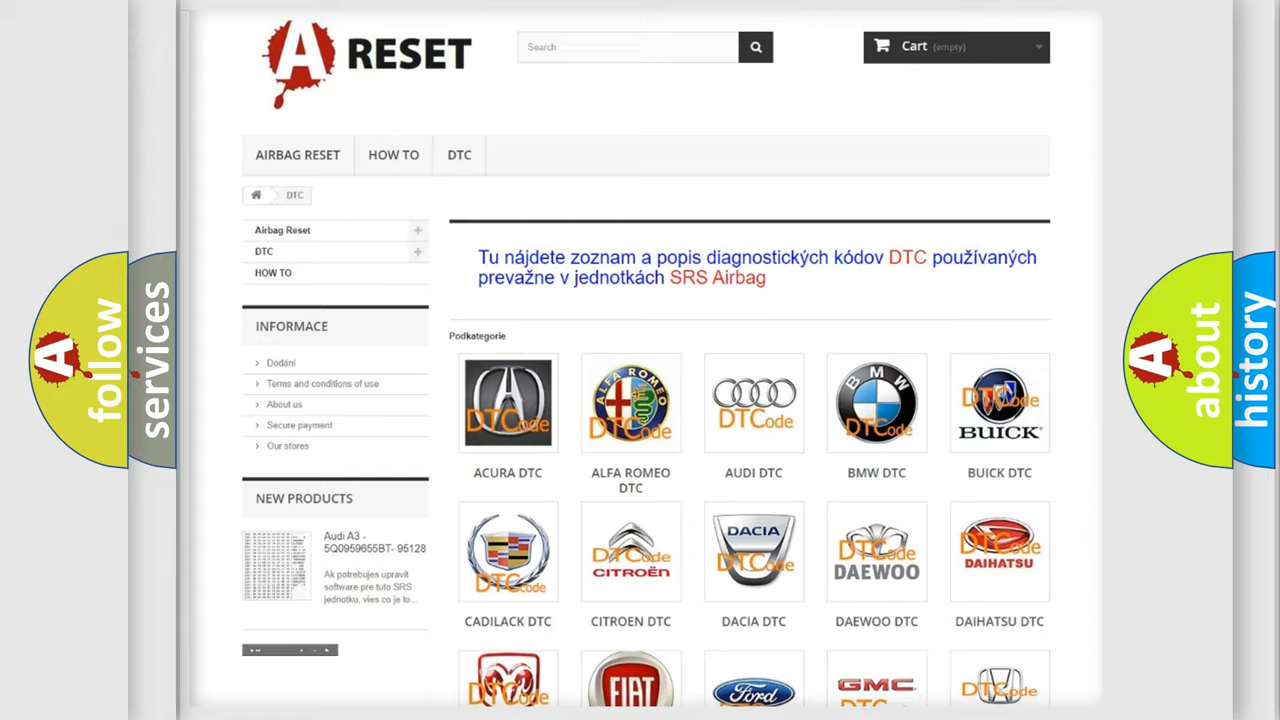 A RESET
Search
Cart (empty)
AIRBAG RESET
HOW TO
DTC
DTC
Airbag Reset
DTC
HOW TO
INFORMACE
Dodání
Terms and conditions of use
About us
Secure payment
Our stores
NEW PRODUCTS
Audi A3 -
5Q0959655BT- 95128
Ak potrebujes upravit
software pre tuto SRS
jednotku, vies co je to...
Tu nájdete zoznam a popis diagnostických kódov DTC používaných
prevažne v jednotkách SRS Airbag
Podkategorie
DTCode
ALFA ROMEO
DTCode
DTCode
BMW
DTCode
DTCode
BUICK
ACURA DTC
ALFA ROMEO
DTC
AUDI DTC
BMW DTC
BUICK DTC
DTCode
DTCode
CITROËN
DACIA
DTCode
DTCode
DAEWOO
DTCode
DAIHATSU
CADILACK DTC
CITROEN DTC
DACIA DTC
DAEWOO DTC
DAIHATSU DTC
DTCode
FIAT
Ford
DTCode
GMC
DTCode
A follow
services
A about
history